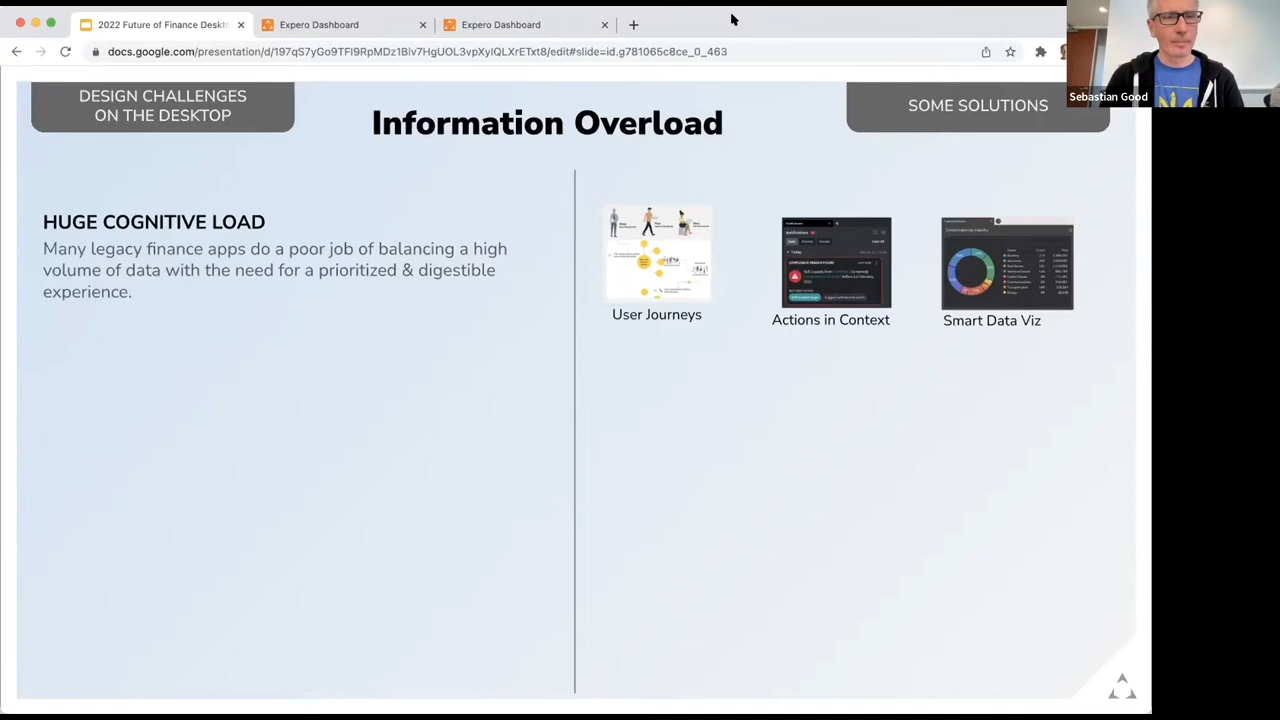 2022 Future of Finance Deskt
Expero Dashboard
Expero Dashboard
docs.google.com/presentation/d/197qS7yGo9TFl9RpMDz1Blv7HgUOL3vpXylQLXrETxt8/edit#slide=id.g781065c8ce_0_463
Sebastian Good
DESIGN CHALLENGES
ON THE DESKTOP
Information Overload
SOME SOLUTIONS
HUGE COGNITIVE LOAD
Many legacy finance apps do a poor job of balancing a high
volume of data with the need for a prioritized & digestible
experience.
User Journeys
Actions in Context
Smart Data Viz